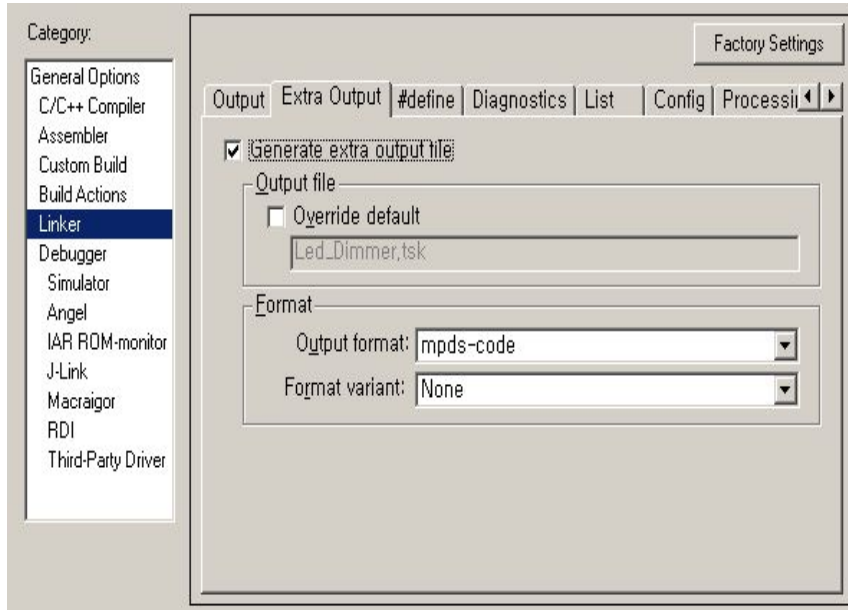 Category:
General Options
C/C++ Compiler
Assembler
Custom Build
Build Actions
Linker
Debugger
Simulator
Angel
IAR ROM-monitor
J-Link
Macraigor
RDI
Third-Party Driver
Factory Settings
Output Extra Output #define Diagnostics List Config Processi
Generate extra output file
Output file
Override default
Led_Dimmer.tsk
Format
Output format: mpds-code
Format variant: None